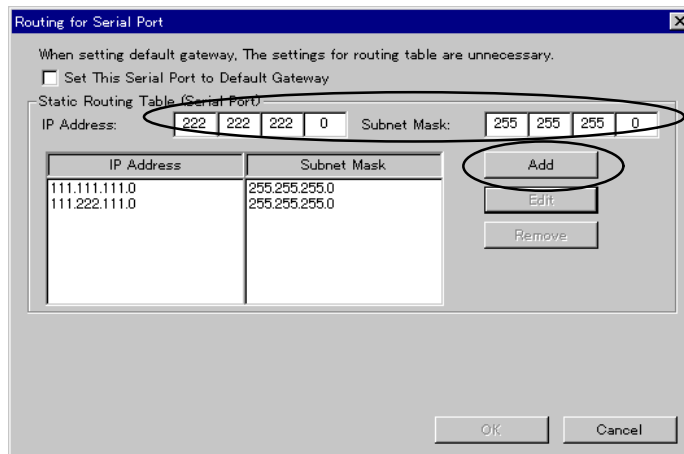 Routing for Serial Port
When setting default gateway, The settings for routing table are unnecessary.
Set This Serial Port to Default Gateway
Static Routing Table (Serial Port)
IP Address: 222 222 222 0 Subnet Mask: 255 255 255 0
IP Address Subnet Mask Add
111.111.111.0 255.255.255.0
111.222.111.0 255.255.255.0 Edit
Remove
OK Cancel